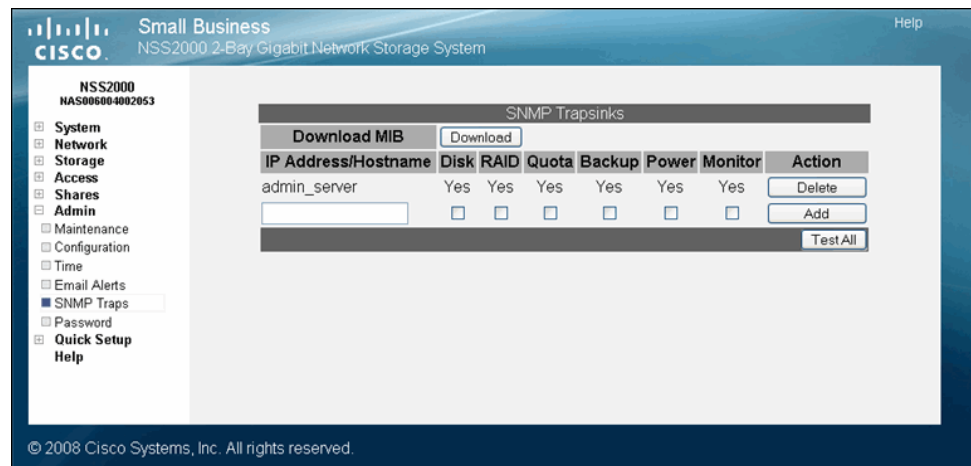 Small Business
Help
CISCO
NSS2000 2-Bay Gigabit Network Storage System
NSS2000
NAS006004002053
System
Network
Storage
Access
Shares
Admin
Maintenance
Configuration
Time
Email Alerts
SNMP Traps
Password
Quick Setup
Help
SNMP Trapsinks
Download MIB Download
IP Address/Hostname Disk RAID Quota Backup Power Monitor Action
admin_server Yes Yes Yes Yes Yes Yes Delete
Add
Test All
© 2008 Cisco Systems, Inc. All rights reserved.